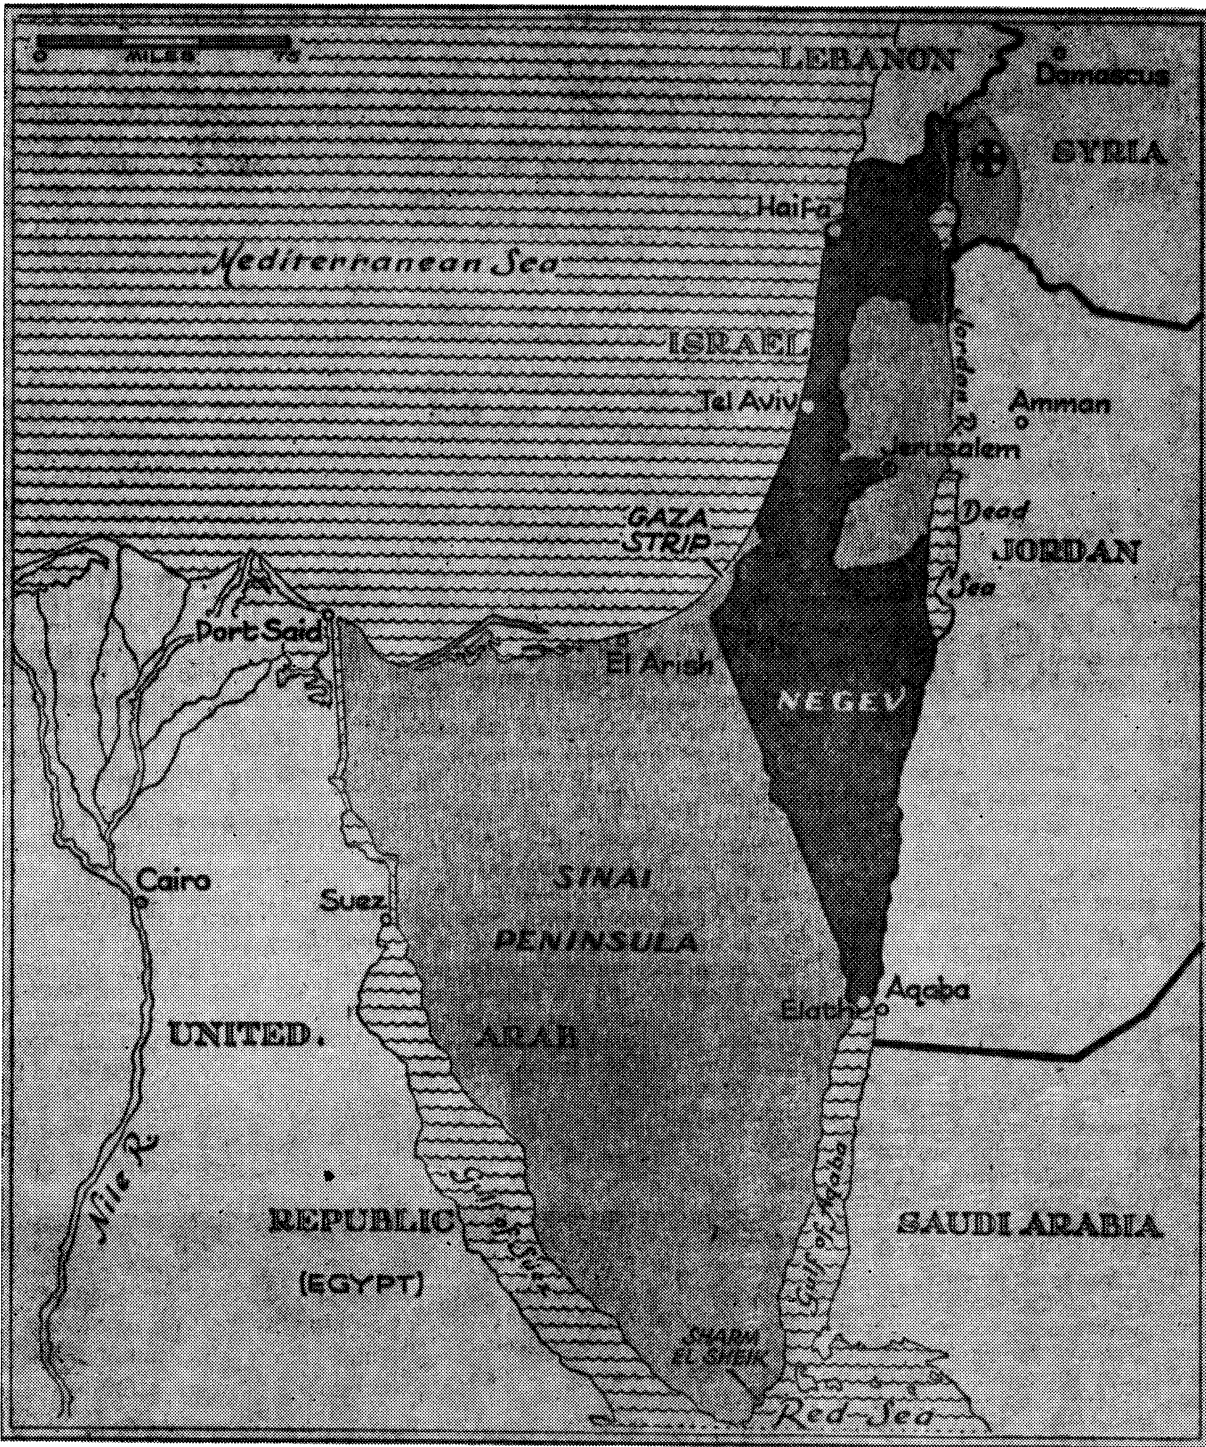 0 MILES 75
LEBANON
Damascus
SYRIA
Haifa
Mediterranean Sea
ISRAEL
Jordan R.
Tel Aviv
Amman
Jerusalem
GAZA
STRIP
Dead
Sea
JORDAN
Port Said
El Arish
NEGEV
Cairo
Suez
SINAI
PENINSULA
Elath
Aqaba
UNITED.
ARAB
Nile R
REPUBLIC
(EGYPT)
Gulf of Suez
Gulf of Aqaba
SAUDI ARABIA
SHARM
EL SHEIK
Red Sea